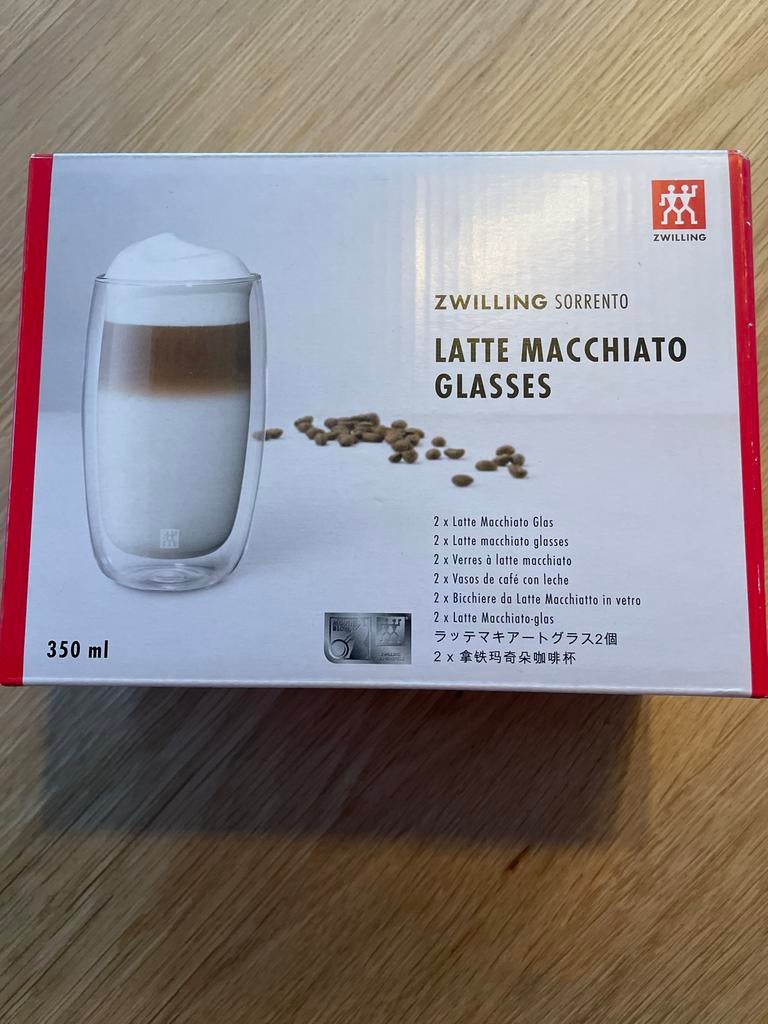 ZWILLING
ZWILLING SORRENTO
LATTE MACCHIATO
GLASSES
2 x Latte Macchiato Glas
2 x Latte macchiato glasses
2 x Verres à latte macchiato
2 x Vasos de café con leche
2 x Bicchiere da Latte Macchiatto in vetro
2 x Latte Macchiato-glas
ラッテマキアートグラス2個
2 x 拿铁玛奇朵咖啡杯
350 ml